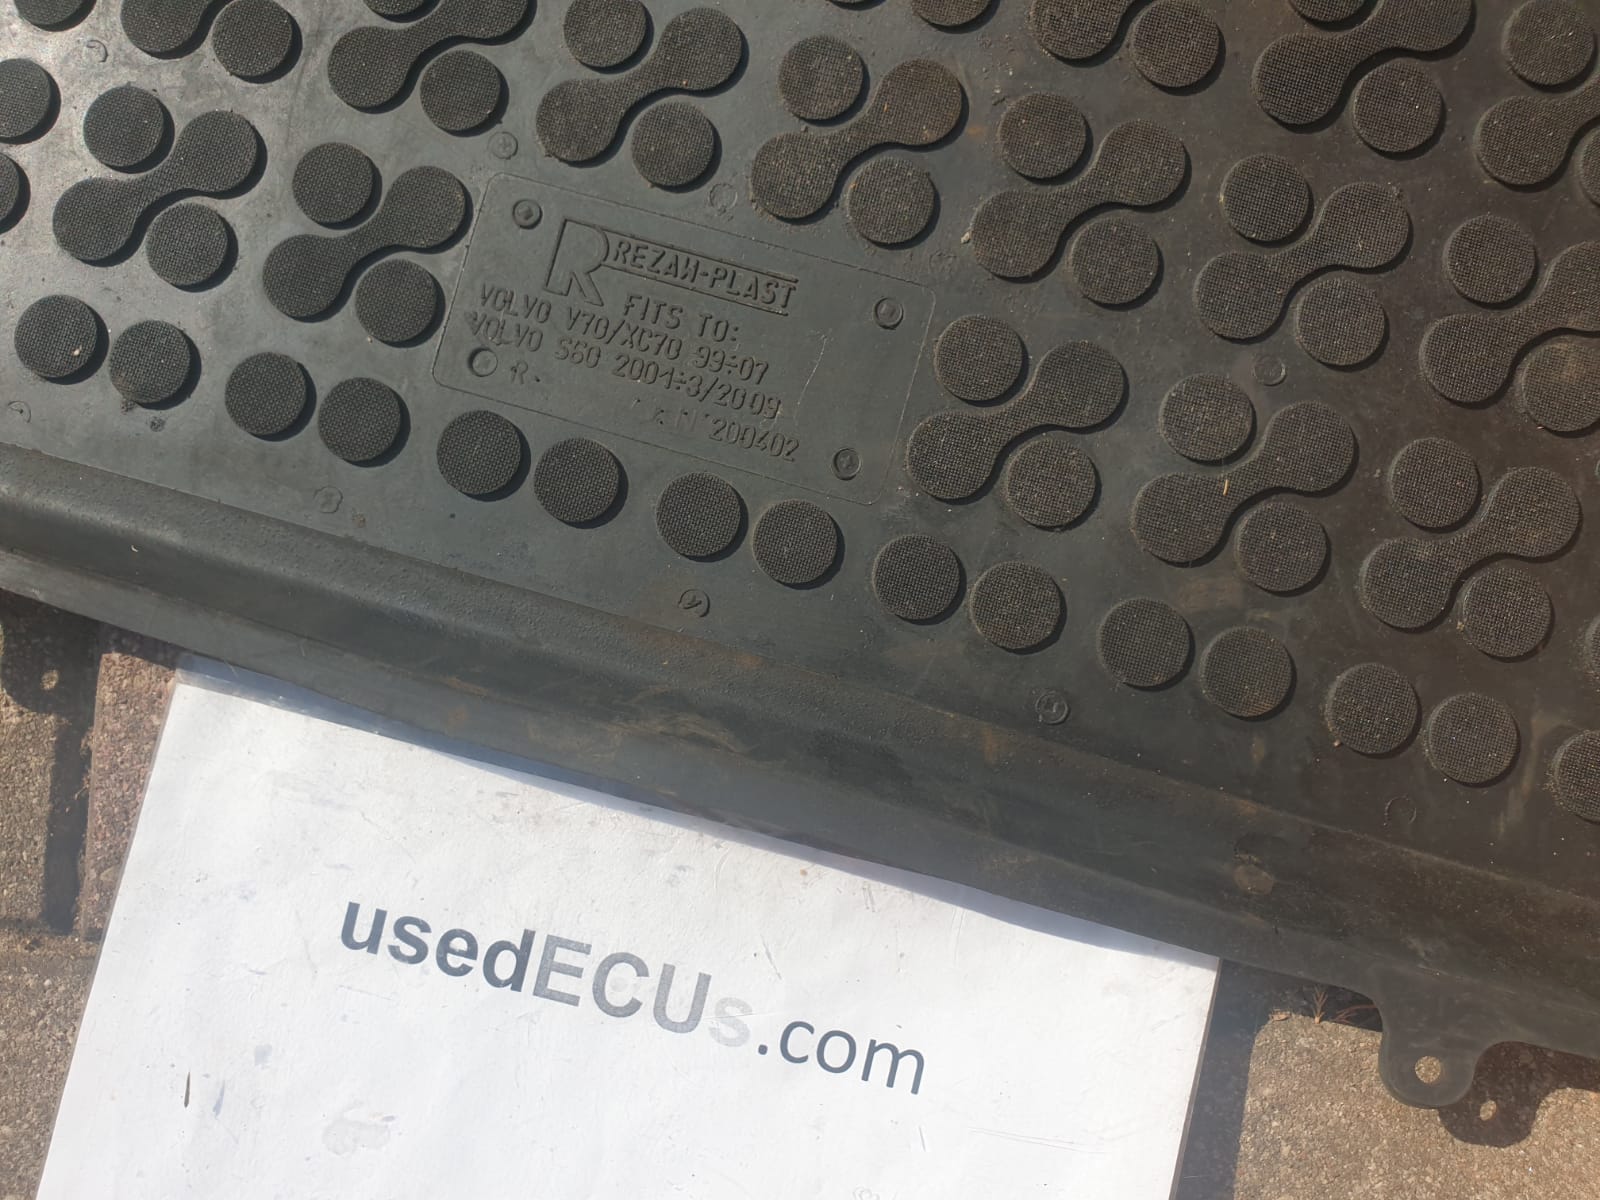 REZAW-PLAST
FITS TO:
VOLVO V70/XC70 99÷07
VOLVO S60 2001÷3/2009
R.
N° 200402
usedECUs.com